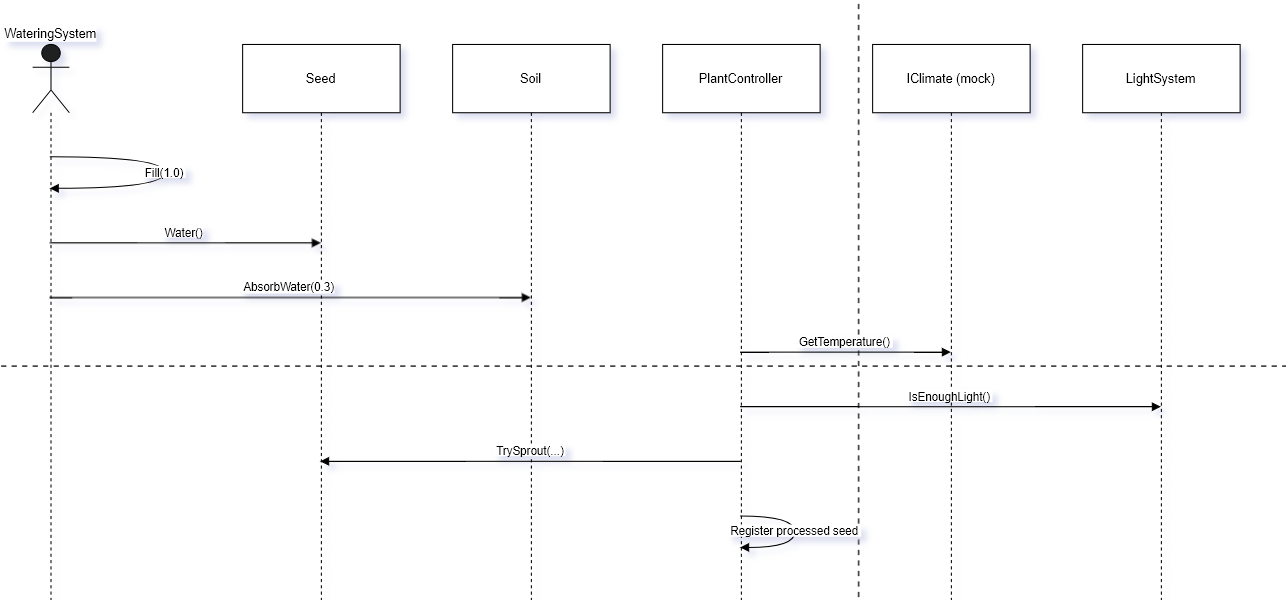 WateringSystem
Seed
Soil
PlantController
IClimate (mock)
LightSystem
Fill(1.0)
Water()
AbsorbWater(0.3)
GetTemperature()
IsEnoughLight()
TrySprout(...)
Register processed seed